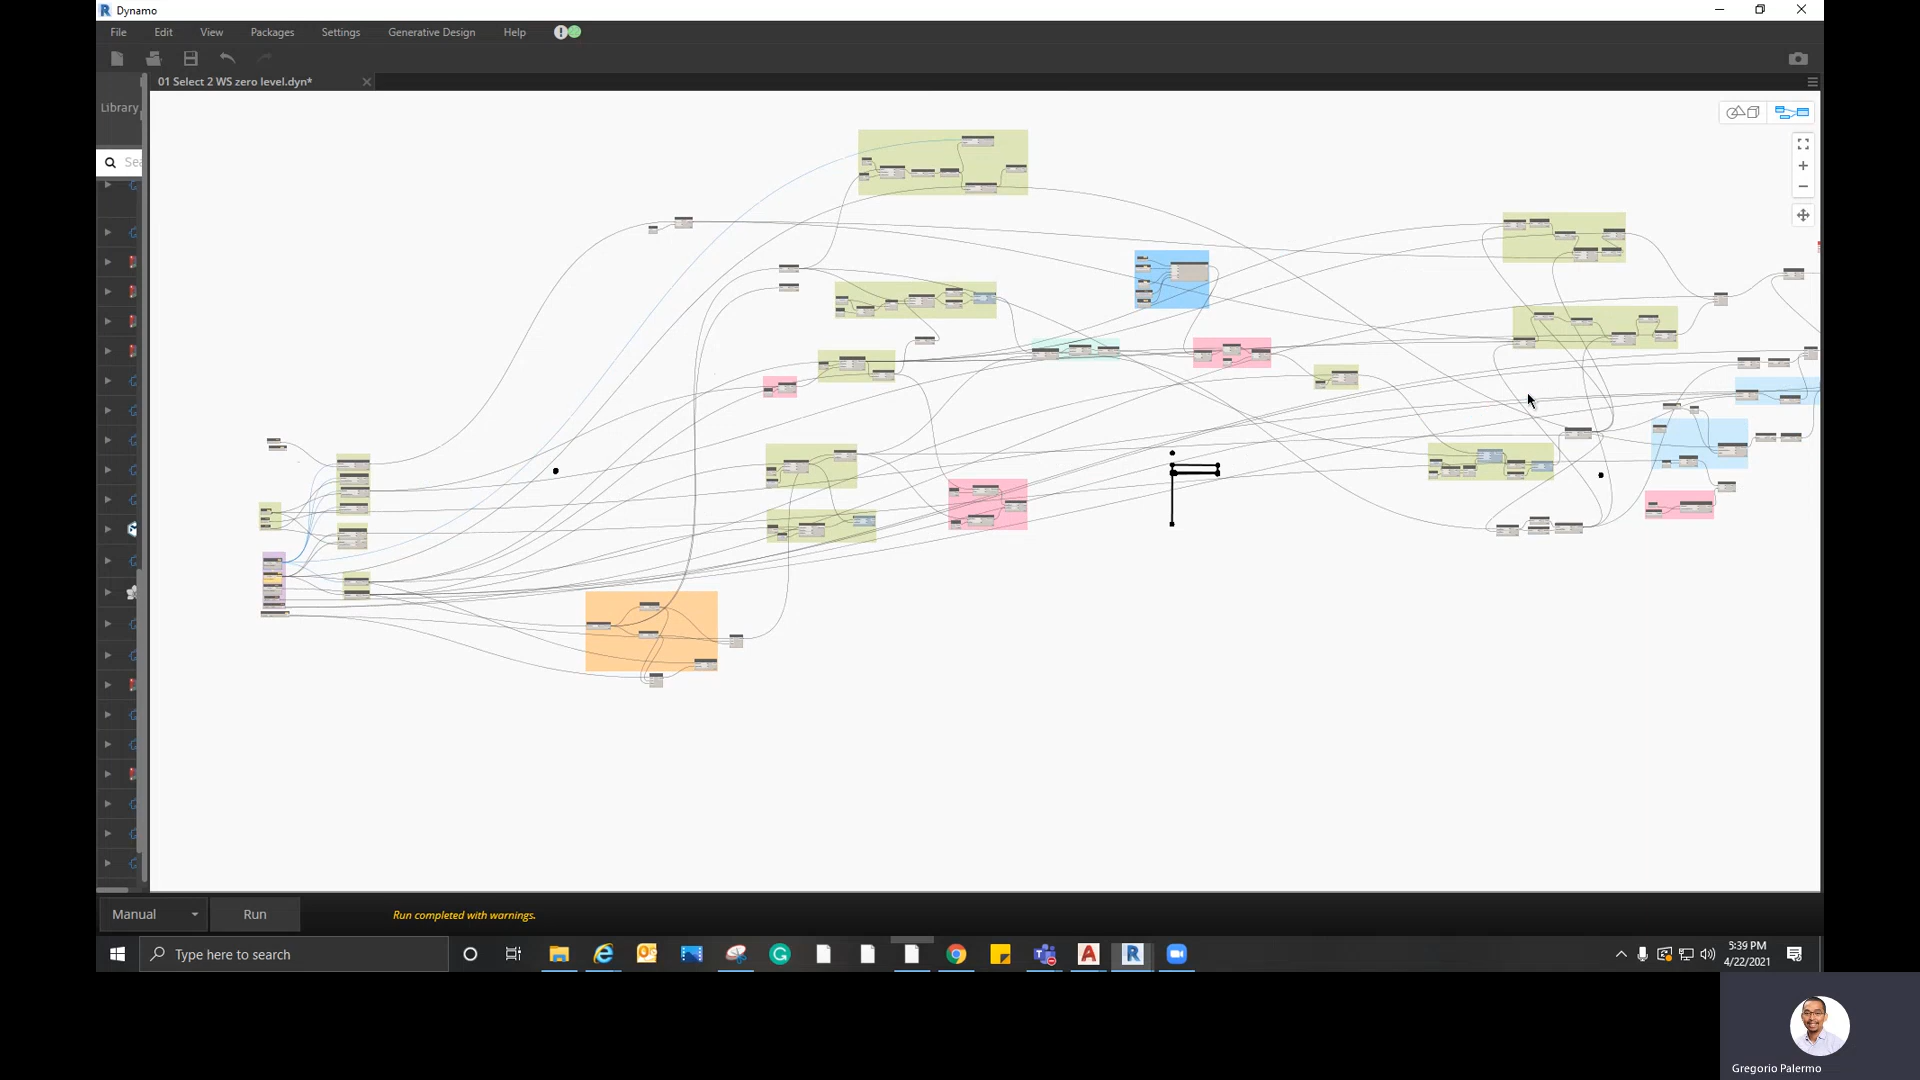 Dynamo
File Edit View Packages Settings Generative Design Help
01 Select 2 WS zero level.dyn*
Library
Sea
Manual Run Run completed with warnings.
Type here to search
5:39 PM
4/22/2021
Gregorio Palermo